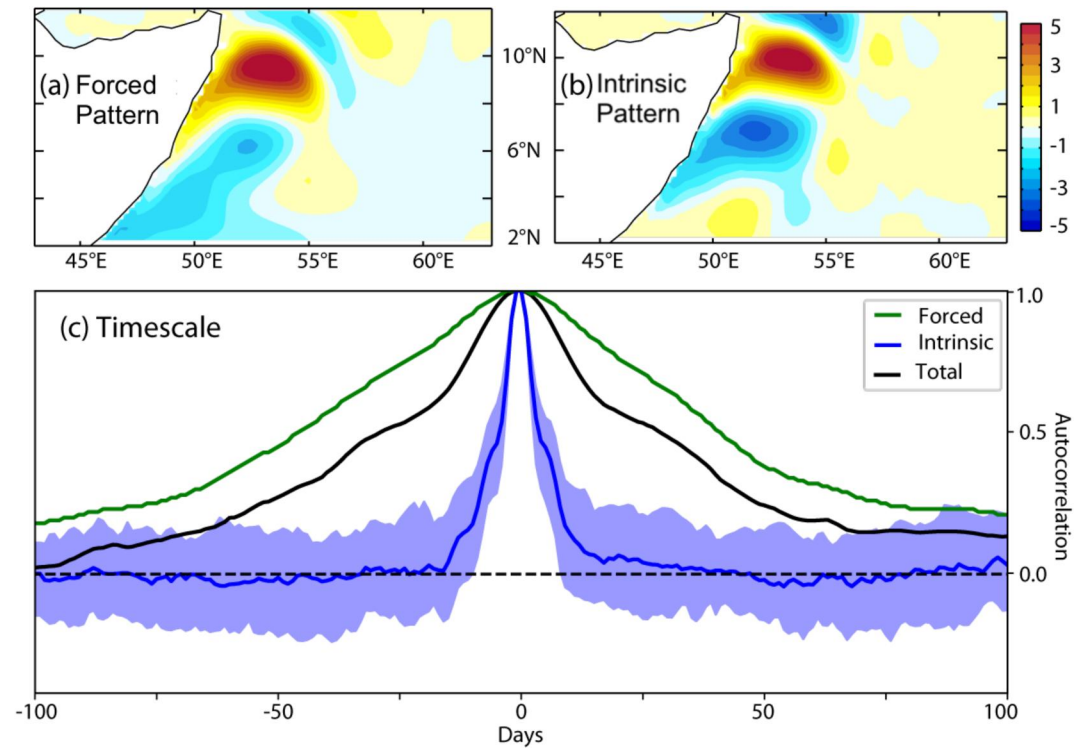 (a) Forced
Pattern
10°N
6°N
2°N
45°E 50°E 55°E 60°E
(b) Intrinsic
Pattern
45°E 50°E 55°E 60°E
5
3
1
-1
-3
-5
(c) Timescale
Forced
Intrinsic
Total
1.0
0.5
0.0
Autocorrelation
-100 -50 0 50 100
Days